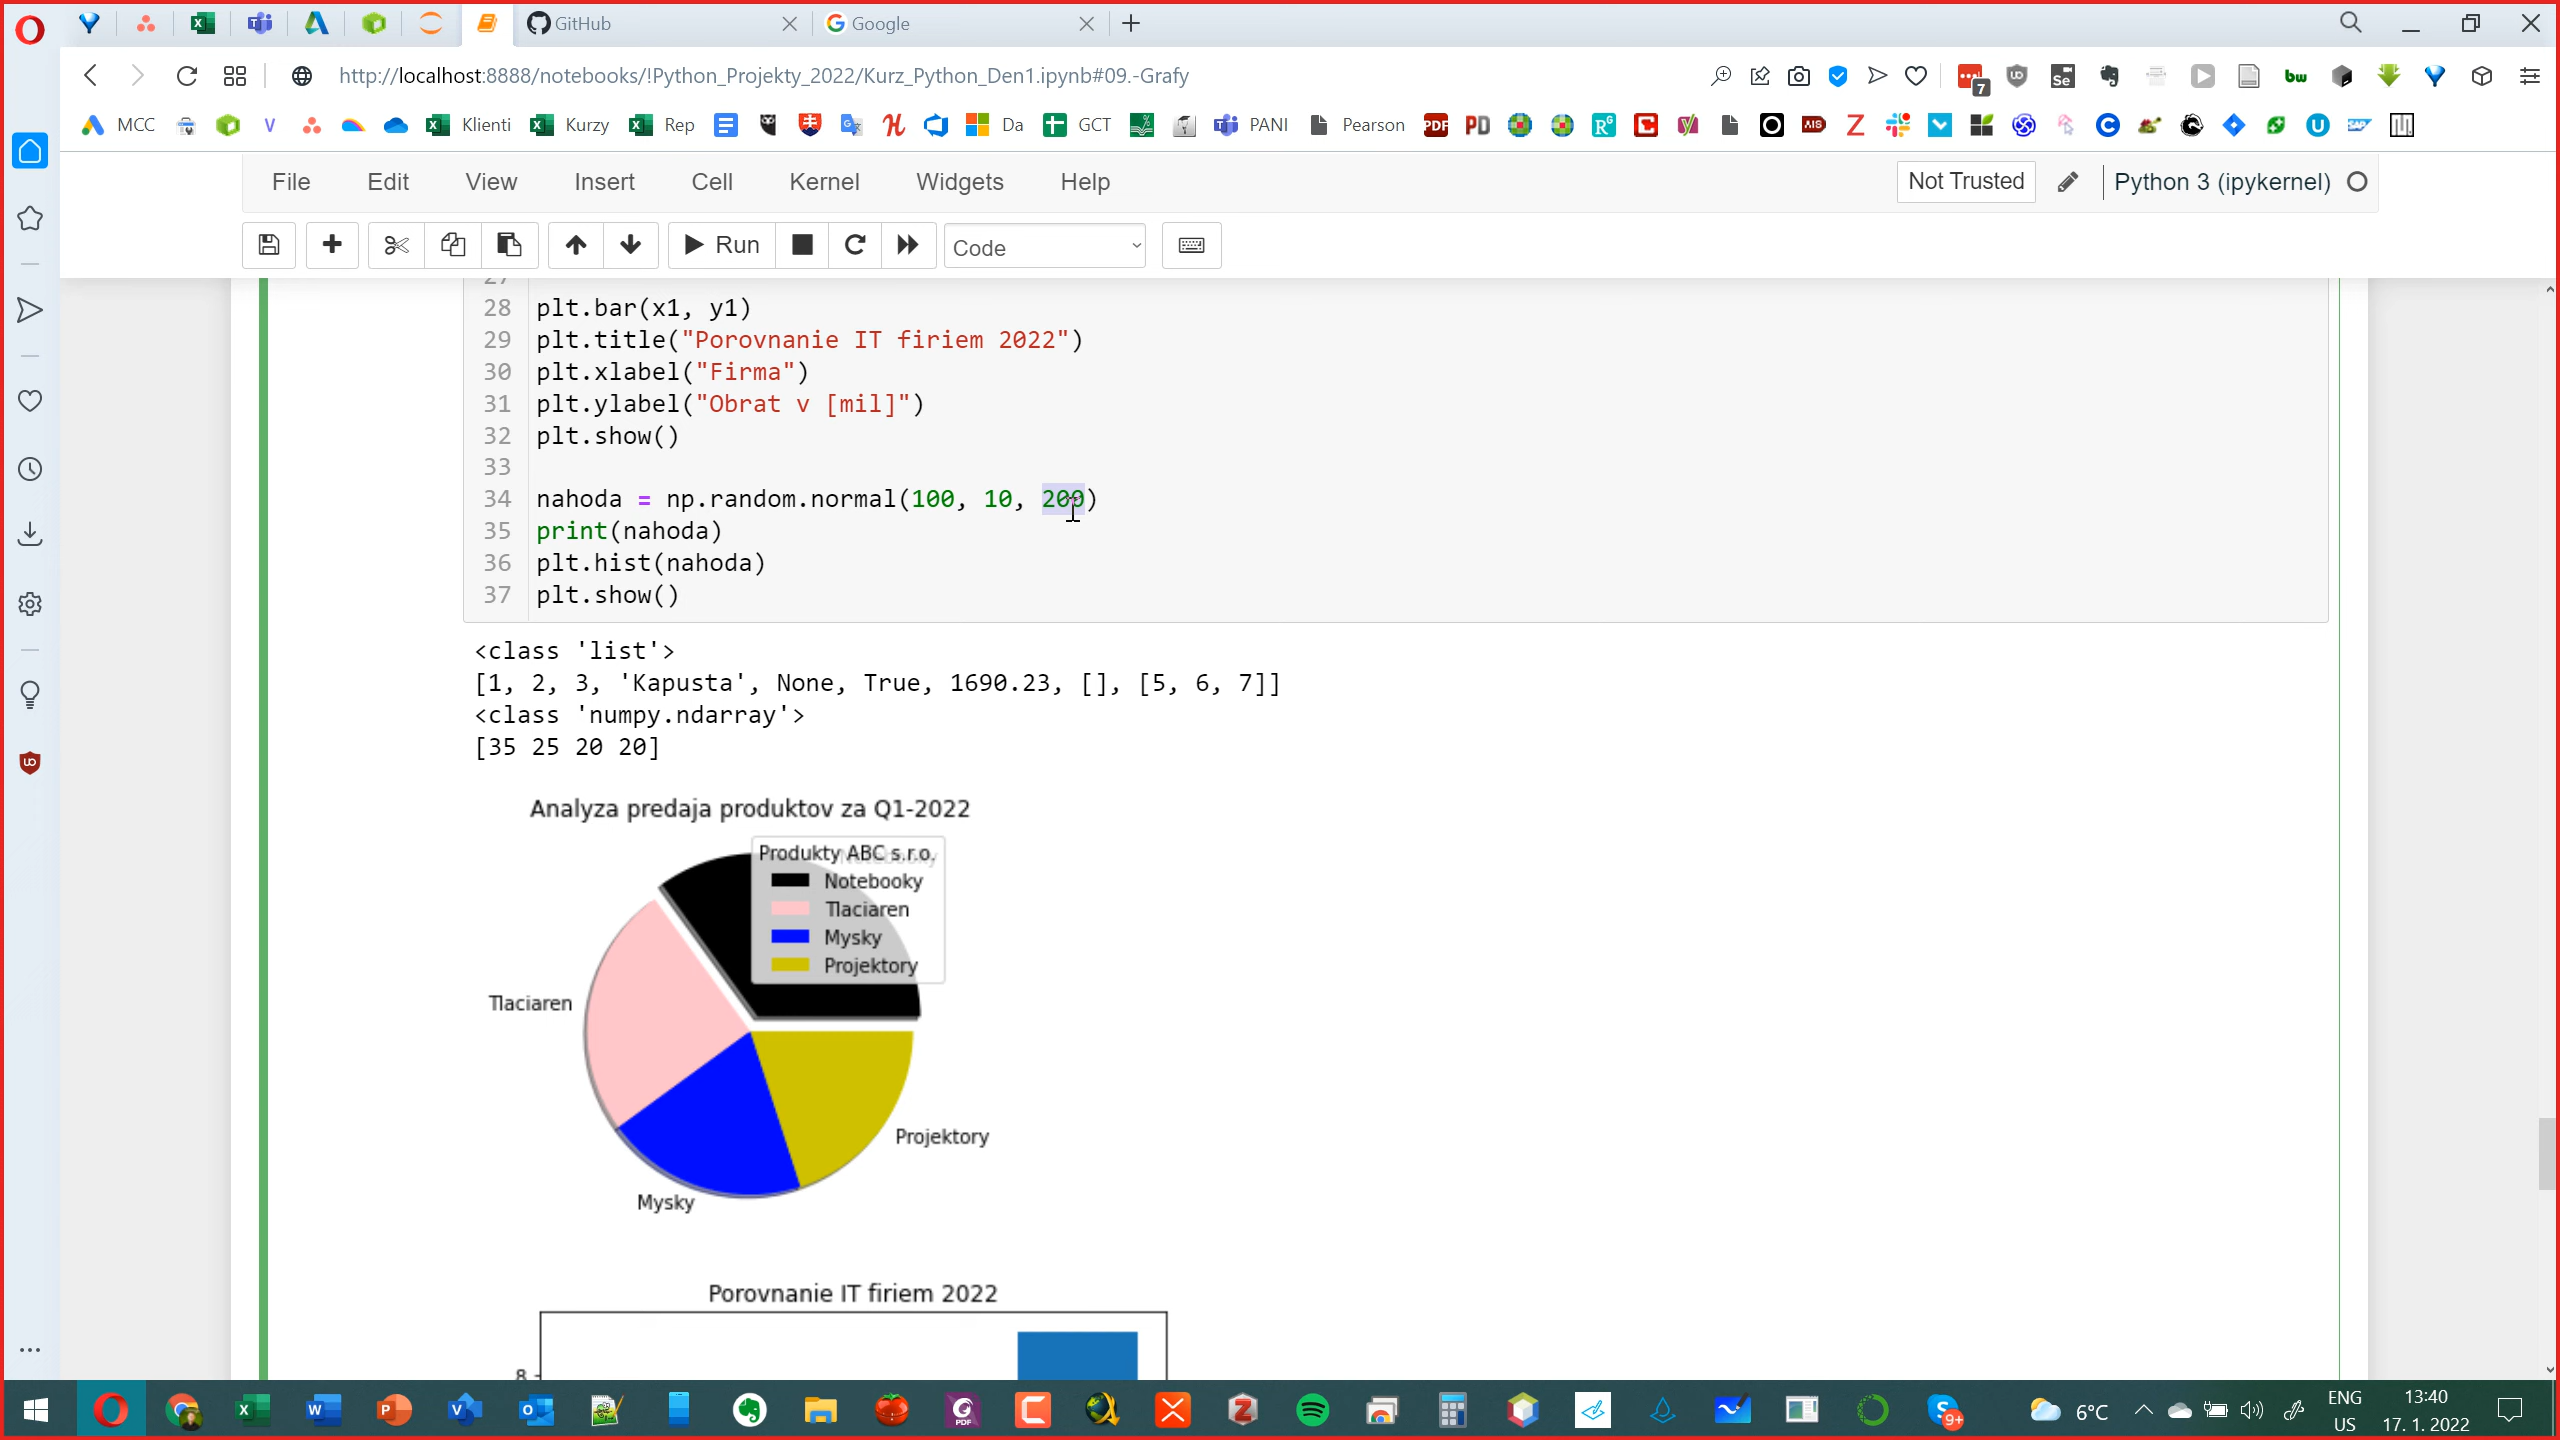 GitHub
Google
http://localhost:8888/notebooks/!Python_Projekty_2022/Kurz_Python_Den1.ipynb#09.-Grafy
7
MCC
Klienti
Kurzy
Rep
Da
GCT
PANI
Pearson
File
Edit
View
Insert
Cell
Kernel
Widgets
Help
Not Trusted
Python 3 (ipykernel)
Run
Code
27
28 plt.bar(x1, y1)
29 plt.title("Porovnanie IT firiem 2022")
30 plt.xlabel("Firma")
31 plt.ylabel("Obrat v [mil]")
32 plt.show()
33
34 nahoda = np.random.normal(100, 10, 200)
35 print(nahoda)
36 plt.hist(nahoda)
37 plt.show()
<class 'list'>
[1, 2, 3, 'Kapusta', None, True, 1690.23, [], [5, 6, 7]]
<class 'numpy.ndarray'>
[35 25 20 20]
Analyza predaja produktov za Q1-2022
Produkty ABC s.r.o.
Notebooky
Tlaciaren
Mysky
Projektory
Tlaciaren
Projektory
Mysky
Porovnanie IT firiem 2022
8
9+
6°C
ENG
US
13:40
17. 1. 2022